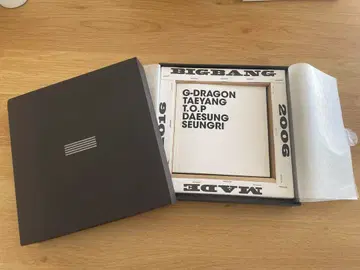 BIGBANG
G-DRAGON
TAEYANG
T.O.P
DAESUNG
SEUNGRI
2016
2006
MADE